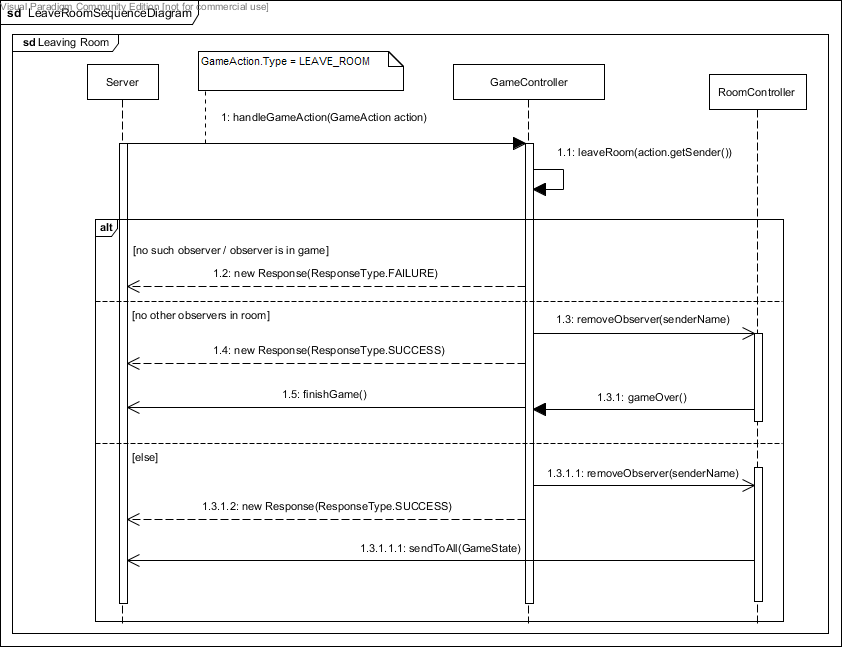 Visual Paradigm Community Edition [not for commercial use]
sd LeaveRoomSequenceDiagram
sd Leaving Room
GameAction.Type = LEAVE_ROOM
Server
GameController
RoomController
1: handleGameAction(GameAction action)
1.1: leaveRoom(action.getSender())
alt
[no such observer / observer is in game]
1.2: new Response(ResponseType.FAILURE)
[no other observers in room]
1.3: removeObserver(senderName)
1.4: new Response(ResponseType.SUCCESS)
1.5: finishGame()
1.3.1: gameOver()
[else]
1.3.1.1: removeObserver(senderName)
1.3.1.2: new Response(ResponseType.SUCCESS)
1.3.1.1.1: sendToAll(GameState)